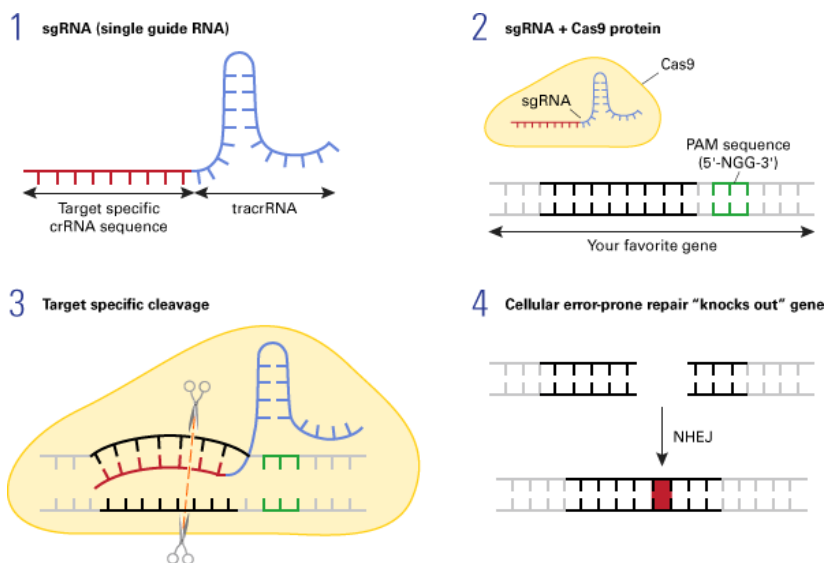 1 sgRNA (single guide RNA)
Target specific
crRNA sequence
tracrRNA
2 sgRNA + Cas9 protein
Cas9
sgRNA
PAM sequence
(5'-NGG-3')
Your favorite gene
3 Target specific cleavage
4 Cellular error-prone repair "knocks out" gene
NHEJ